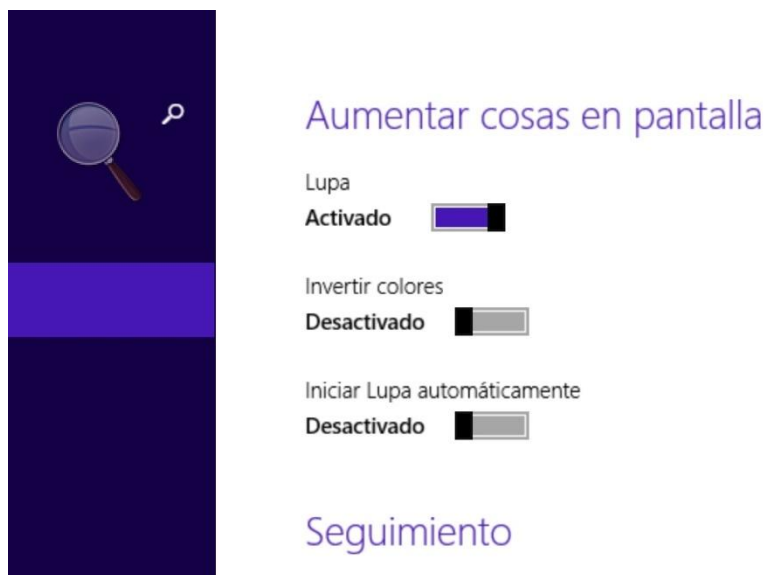 Aumentar cosas en pantalla
Lupa
Activado
Invertir colores
Desactivado
Iniciar Lupa automáticamente
Desactivado
Seguimiento